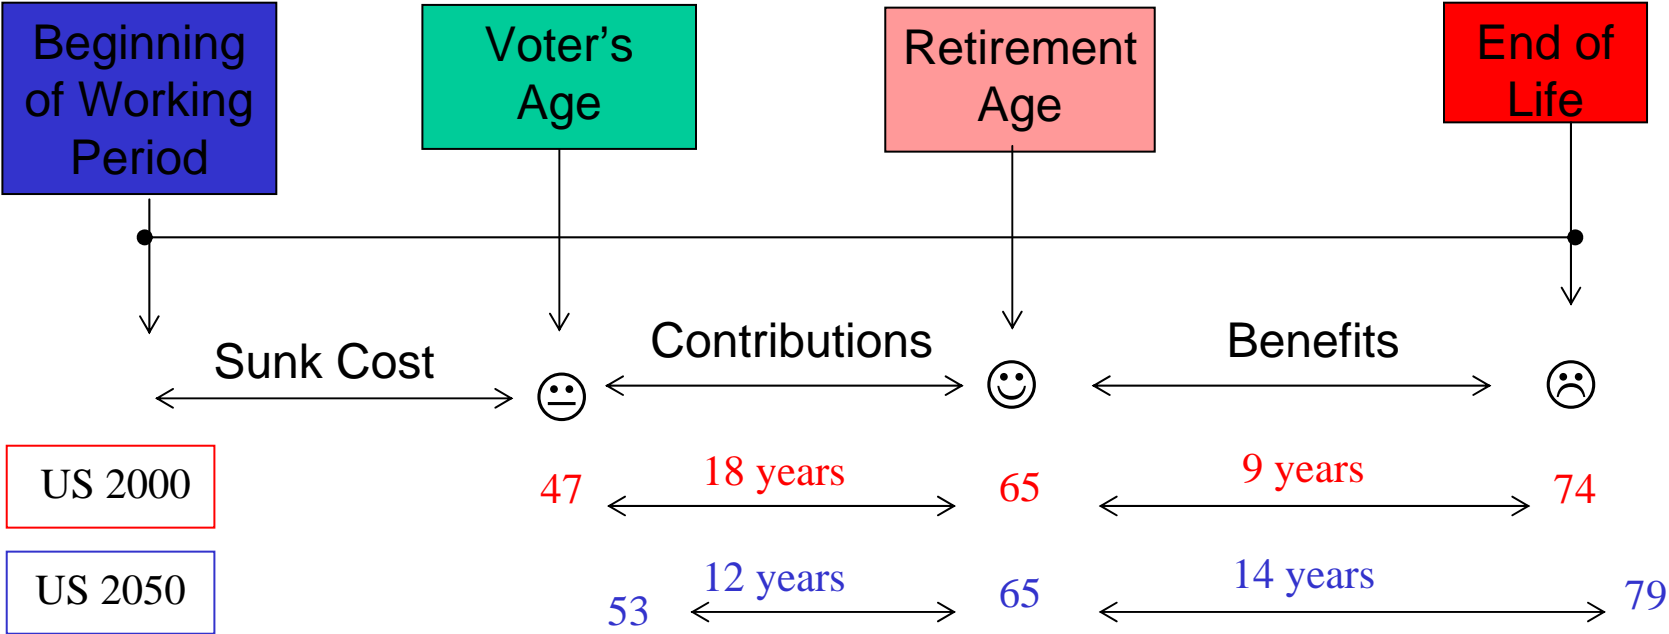 Beginning
of Working
Period
Voter’s
Age
Retirement
Age
End of
Life
Sunk Cost
Contributions
Benefits
US 2000
47
18 years
65
9 years
74
US 2050
53
12 years
65
14 years
79